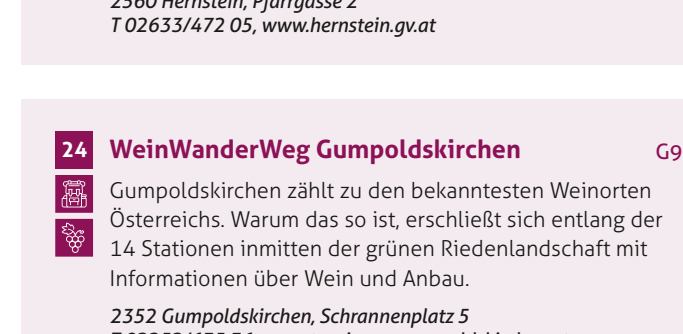 2560 Hernstein, Pfarrgasse 2
T 02633/472 05, www.hernstein.gv.at
24 WeinWanderWeg Gumpoldskirchen G9
Gumpoldskirchen zählt zu den bekanntesten Weinorten
Österreichs. Warum das so ist, erschließt sich entlang der
14 Stationen inmitten der grünen Riedenlandschaft mit
Informationen über Wein und Anbau.
2352 Gumpoldskirchen, Schrannenplatz 5